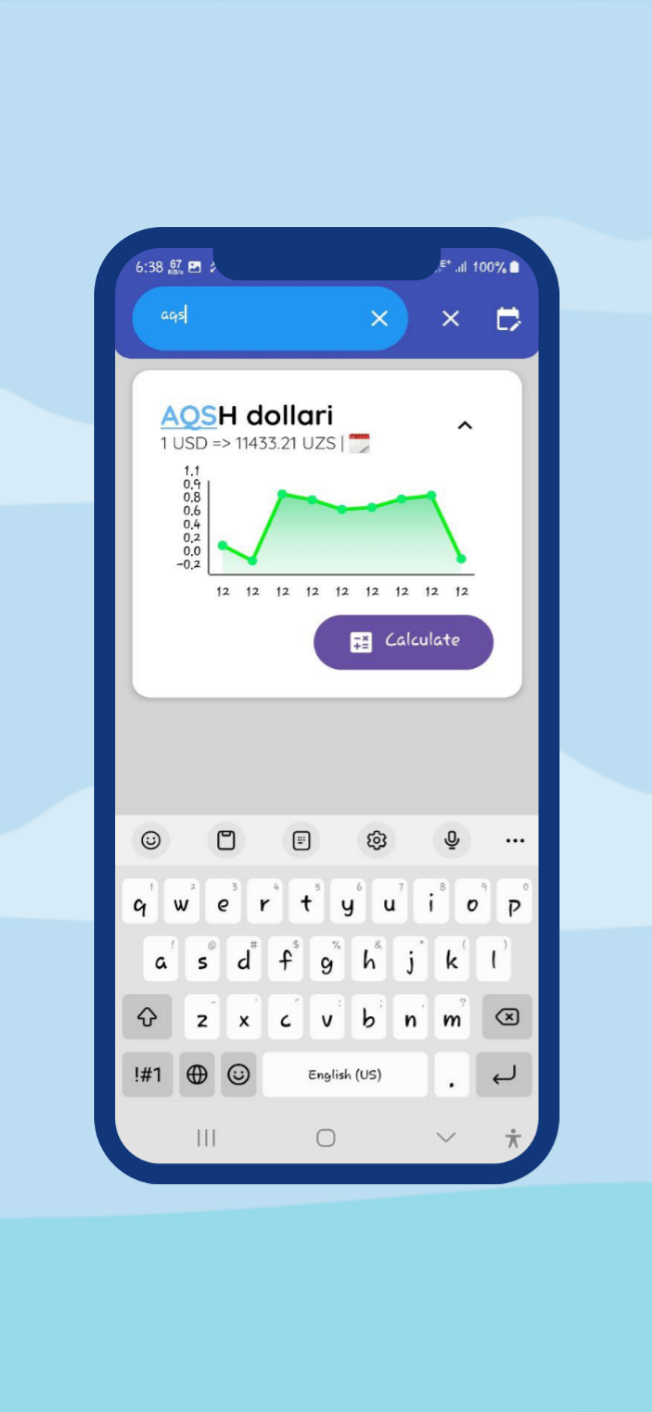 6:38 67 KB/s E+ 100%
aqs
AQSH dollari
1 USD => 11433.21 UZS |
1,1
0,9
0,8
0,6
0,4
0,2
0,0
-0,2
12 12 12 12 12 12 12 12 12
Calculate
1 2 3 4 5 6 7 8 9 0
q w e r t y u i o p
! @ # $ % & * ( )
a s d f g h j k l
- ' " : ; , ?
z x c v b n m
!#1 English (US) .